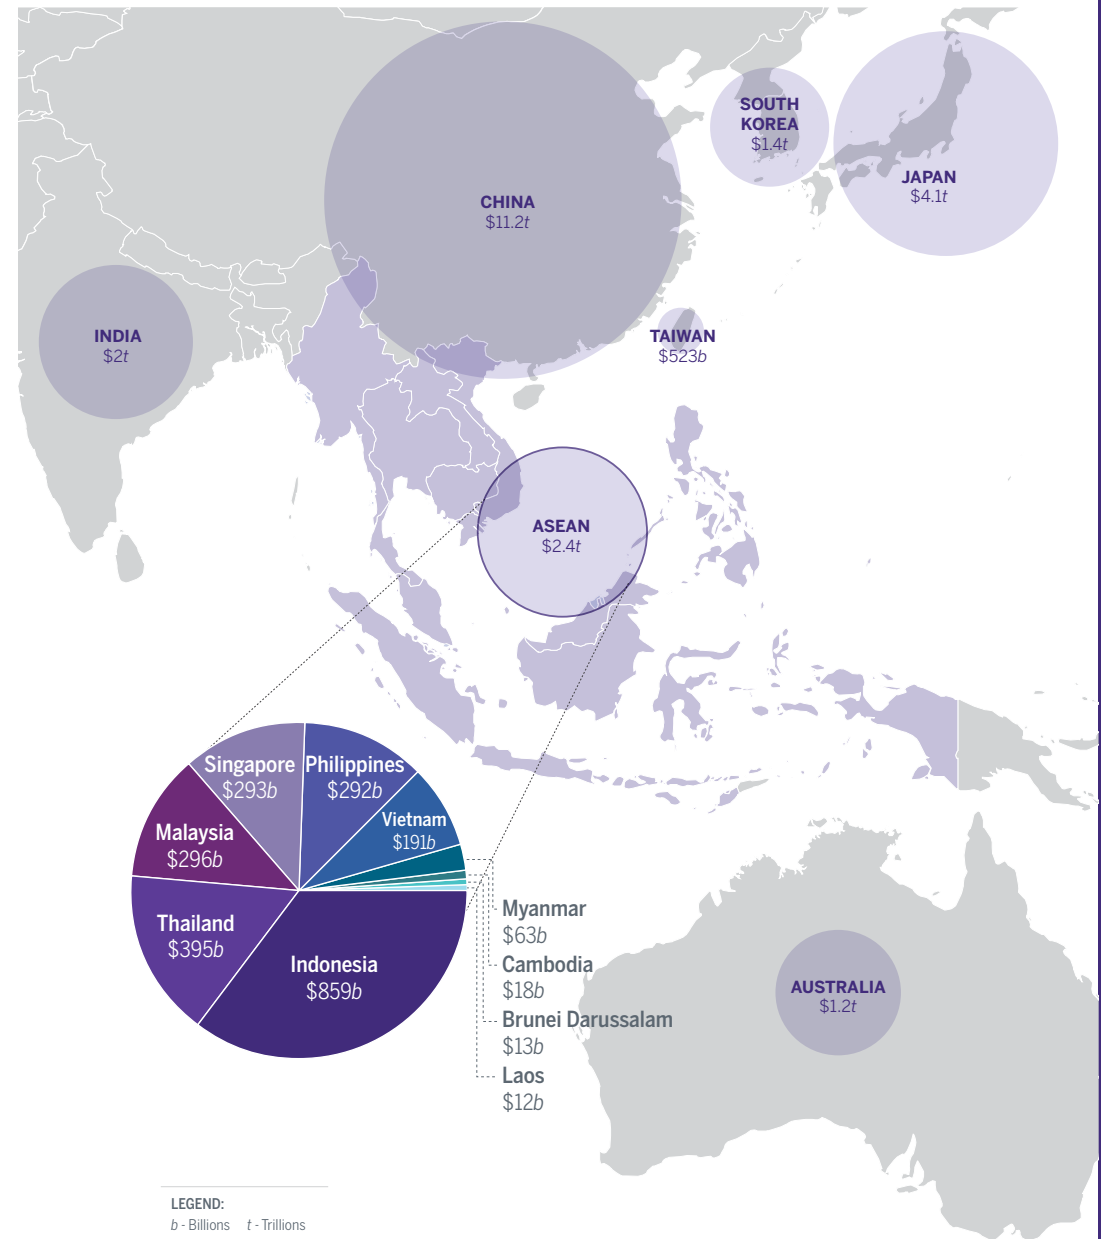 SOUTH
KOREA
$1.4t
JAPAN
$4.1t
CHINA
$11.2t
INDIA
$2t
TAIWAN
$523b
ASEAN
$2.4t
Singapore
$293b
Philippines
$292b
Vietnam
$191b
Malaysia
$296b
Thailand
$395b
Indonesia
$859b
Myanmar
$63b
Cambodia
$18b
Brunei Darussalam
$13b
Laos
$12b
AUSTRALIA
$1.2t
LEGEND:
b - Billions t - Trillions